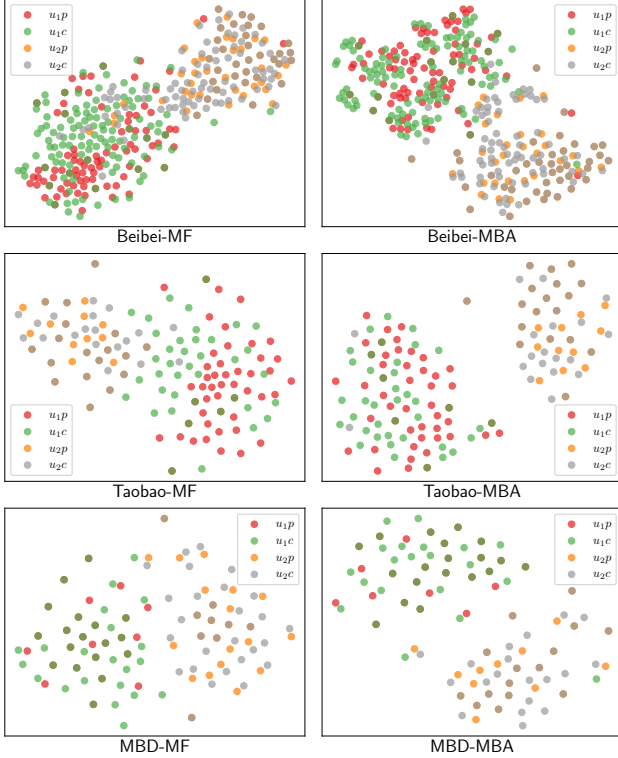 u₁p
u₁c
u₂p
u₂c
Beibei-MF
u₁p
u₁c
u₂p
u₂c
Beibei-MBA
u₁p
u₁c
u₂p
u₂c
Taobao-MF
u₁p
u₁c
u₂p
u₂c
Taobao-MBA
u₁p
u₁c
u₂p
u₂c
MBD-MF
u₁p
u₁c
u₂p
u₂c
MBD-MBA